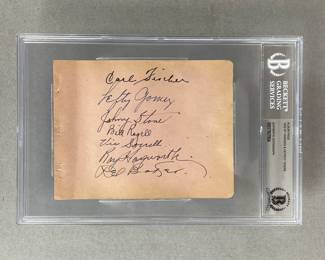 Carl Fischer
Lefty Gomez
Johnny Stone
Bill Rogell
Vic Sorrell
Ray Hayworth
Del Baker
BECKETT
GRADING
SERVICES